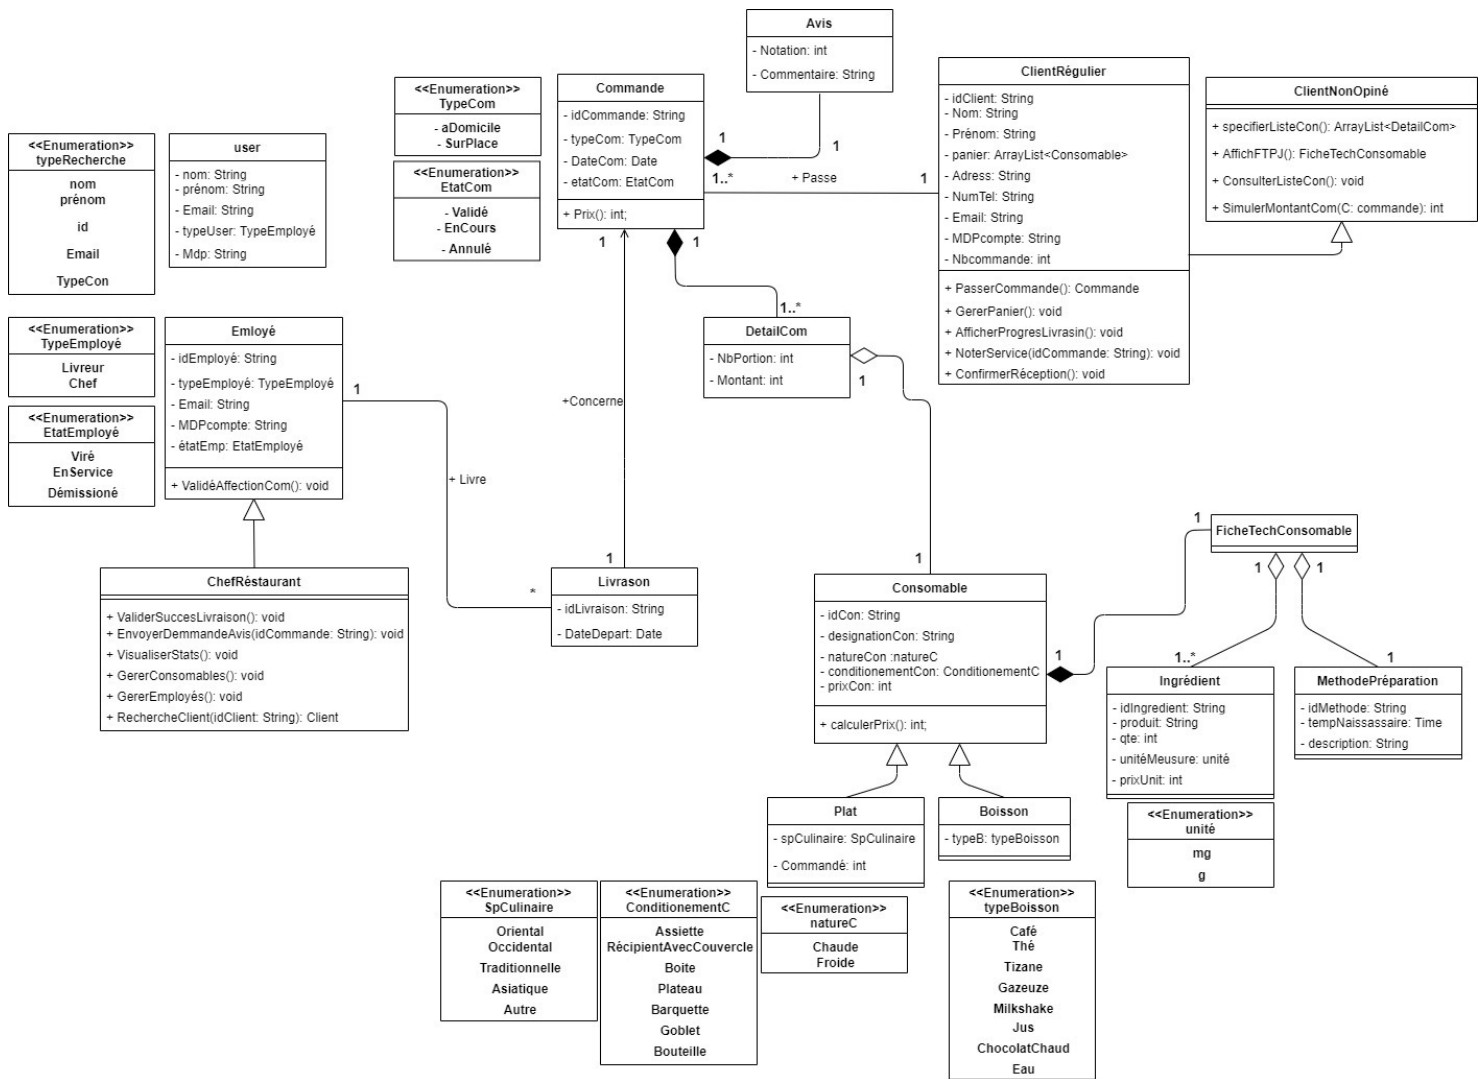 Avis
- Notation: int
- Commentaire: String
<<Enumeration>>
TypeCom
- aDomicile
- SurPlace
<<Enumeration>>
EtatCom
- Validé
- EnCours
- Annulé
Commande
- idCommande: String
- typeCom: TypeCom
- DateCom: Date
- etatCom: EtatCom
+ Prix(): int;
1
1
1..*
+ Passe
1
1
1
ClientRégulier
- idClient: String
- Nom: String
- Prénom: String
- panier: ArrayList<Consomable>
- Adress: String
- NumTel: String
- Email: String
- MDPcompte: String
- Nbcommande: int
+ PasserCommande(): Commande
+ GererPanier(): void
+ AfficherProgresLivrasin(): void
+ NoterService(idCommande: String): void
+ ConfirmerRéception(): void
ClientNonOpiné
+ specifierListeCon(): ArrayList<DetailCom>
+ AffichFTPJ(): FicheTechConsomable
+ ConsulterListeCon(): void
+ SimulerMontantCom(C: commande): int
<<Enumeration>>
typeRecherche
nom
prénom
id
Email
TypeCon
user
- nom: String
- prénom: String
- Email: String
- typeUser: TypeEmployé
- Mdp: String
<<Enumeration>>
TypeEmployé
Livreur
Chef
<<Enumeration>>
EtatEmployé
Viré
EnService
Démissioné
Emloyé
- idEmployé: String
- typeEmployé: TypeEmployé
- Email: String
- MDPcompte: String
- étatEmp: EtatEmployé
+ ValidéAffectionCom(): void
1
+ Livre
*
+Concerne
1
1..*
DetailCom
- NbPortion: int
- Montant: int
1
1
ChefRéstaurant
+ ValiderSuccesLivraison(): void
+ EnvoyerDemmandeAvis(idCommande: String): void
+ VisualiserStats(): void
+ GererConsomables(): void
+ GererEmployés(): void
+ RechercheClient(idClient: String): Client
Livrason
- idLivraison: String
- DateDepart: Date
Consomable
- idCon: String
- designationCon: String
- natureCon :natureC
- conditionementCon: ConditionementC
- prixCon: int
+ calculerPrix(): int;
1
1
FicheTechConsomable
1
1
1..*
1
Ingrédient
- idIngredient: String
- produit: String
- qte: int
- unitéMeusure: unité
- prixUnit: int
MethodePréparation
- idMethode: String
- tempNaissassaire: Time
- description: String
Plat
- spCulinaire: SpCulinaire
- Commandé: int
Boisson
- typeB: typeBoisson
<<Enumeration>>
unité
mg
g
<<Enumeration>>
SpCulinaire
Oriental
Occidental
Traditionnelle
Asiatique
Autre
<<Enumeration>>
ConditionementC
Assiette
RécipientAvecCouvercle
Boite
Plateau
Barquette
Goblet
Bouteille
<<Enumeration>>
natureC
Chaude
Froide
<<Enumeration>>
typeBoisson
Café
Thé
Tizane
Gazeuze
Milkshake
Jus
ChocolatChaud
Eau